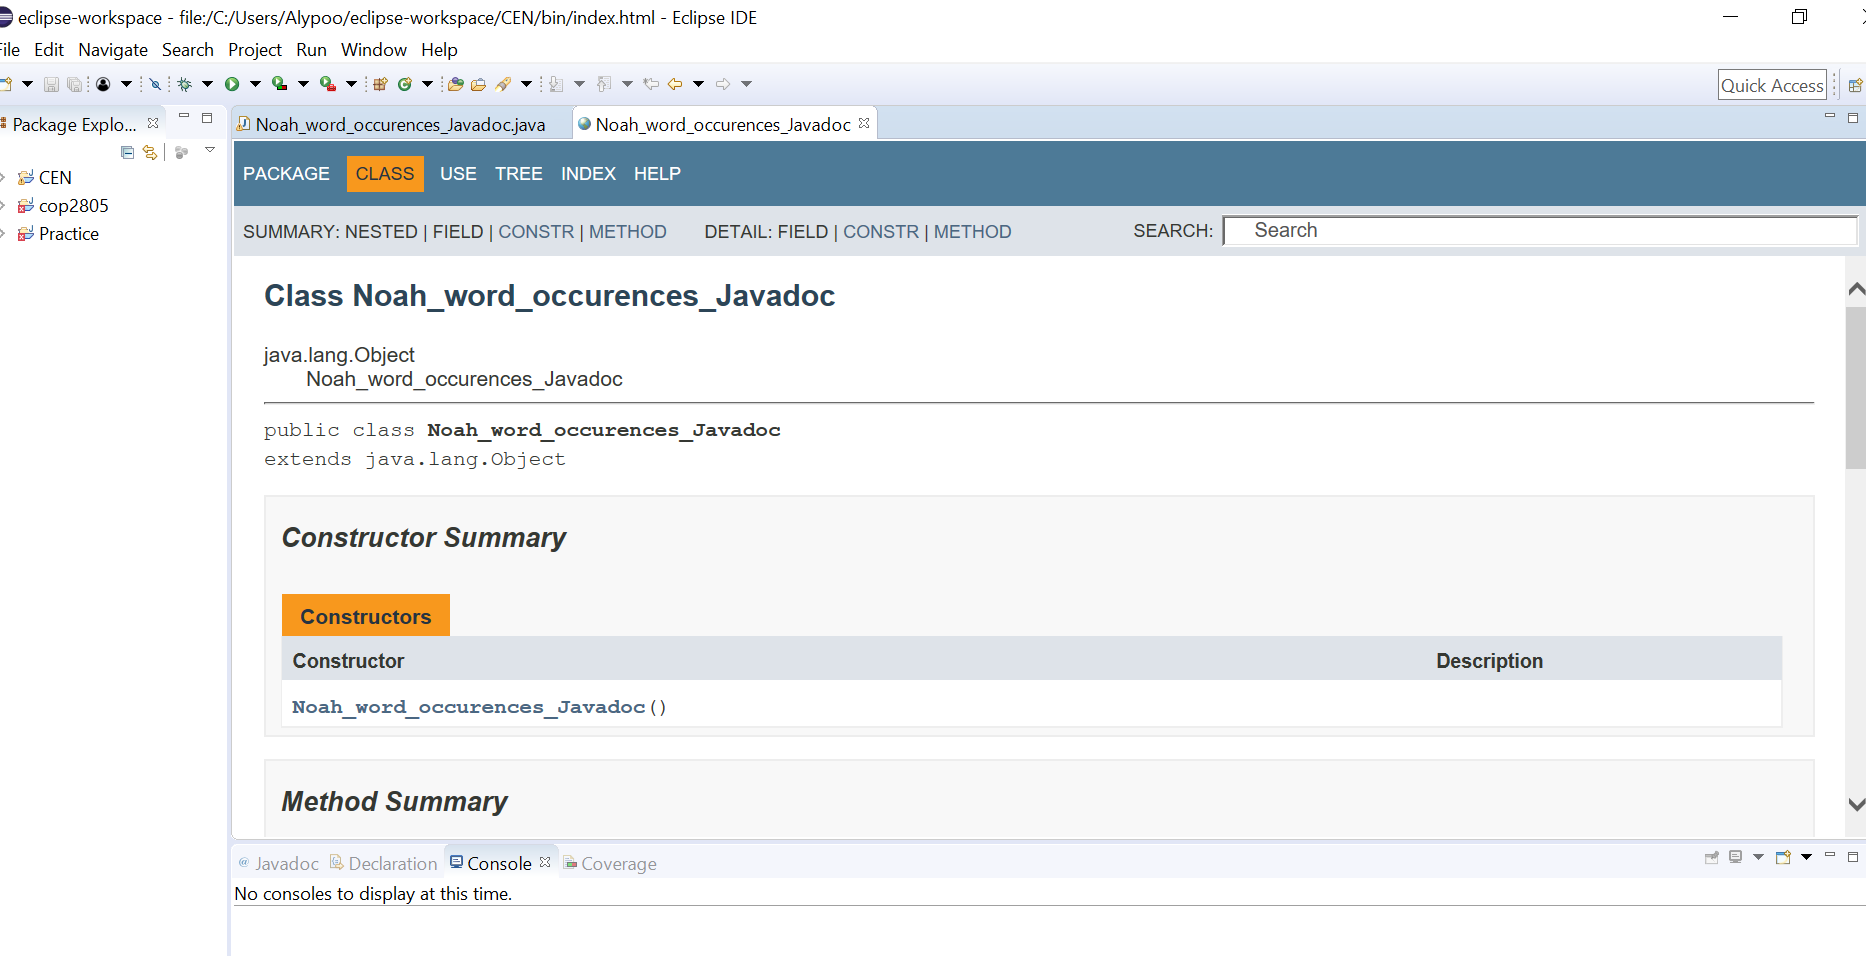 eclipse-workspace - file:/C:/Users/Alypoo/eclipse-workspace/CEN/bin/index.html - Eclipse IDE
ile Edit Navigate Search Project Run Window Help
Quick Access
Package Explo...
Noah_word_occurences_Javadoc.java Noah_word_occurences_Javadoc
CEN
cop2805
Practice
PACKAGE CLASS USE TREE INDEX HELP
SUMMARY: NESTED | FIELD | CONSTR | METHOD DETAIL: FIELD | CONSTR | METHOD SEARCH: Search
Class Noah_word_occurences_Javadoc
java.lang.Object
Noah_word_occurences_Javadoc
public class Noah_word_occurences_Javadoc
extends java.lang.Object
Constructor Summary
Constructors
Constructor Description
Noah_word_occurences_Javadoc()
Method Summary
@ Javadoc Declaration Console Coverage
No consoles to display at this time.